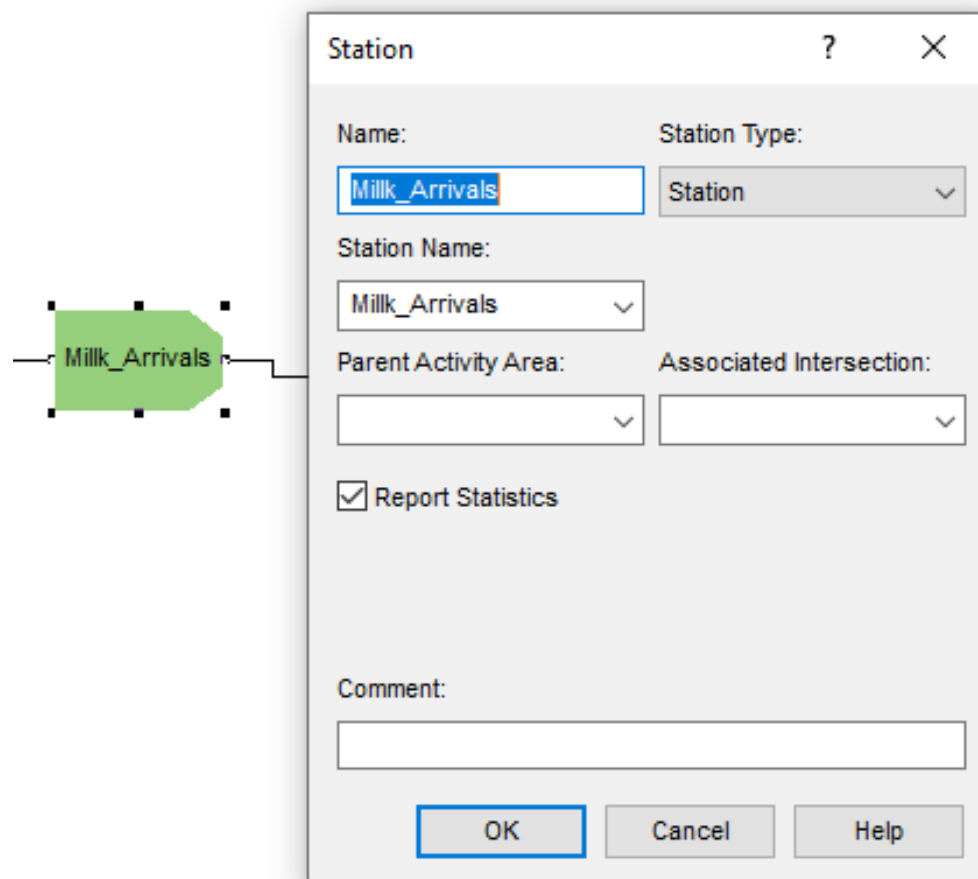 Station ?
Name: Station Type:
Millk_Arrivals Station
Station Name:
Millk_Arrivals
Millk_Arrivals
Parent Activity Area: Associated Intersection:
Report Statistics
Comment:
OK Cancel Help